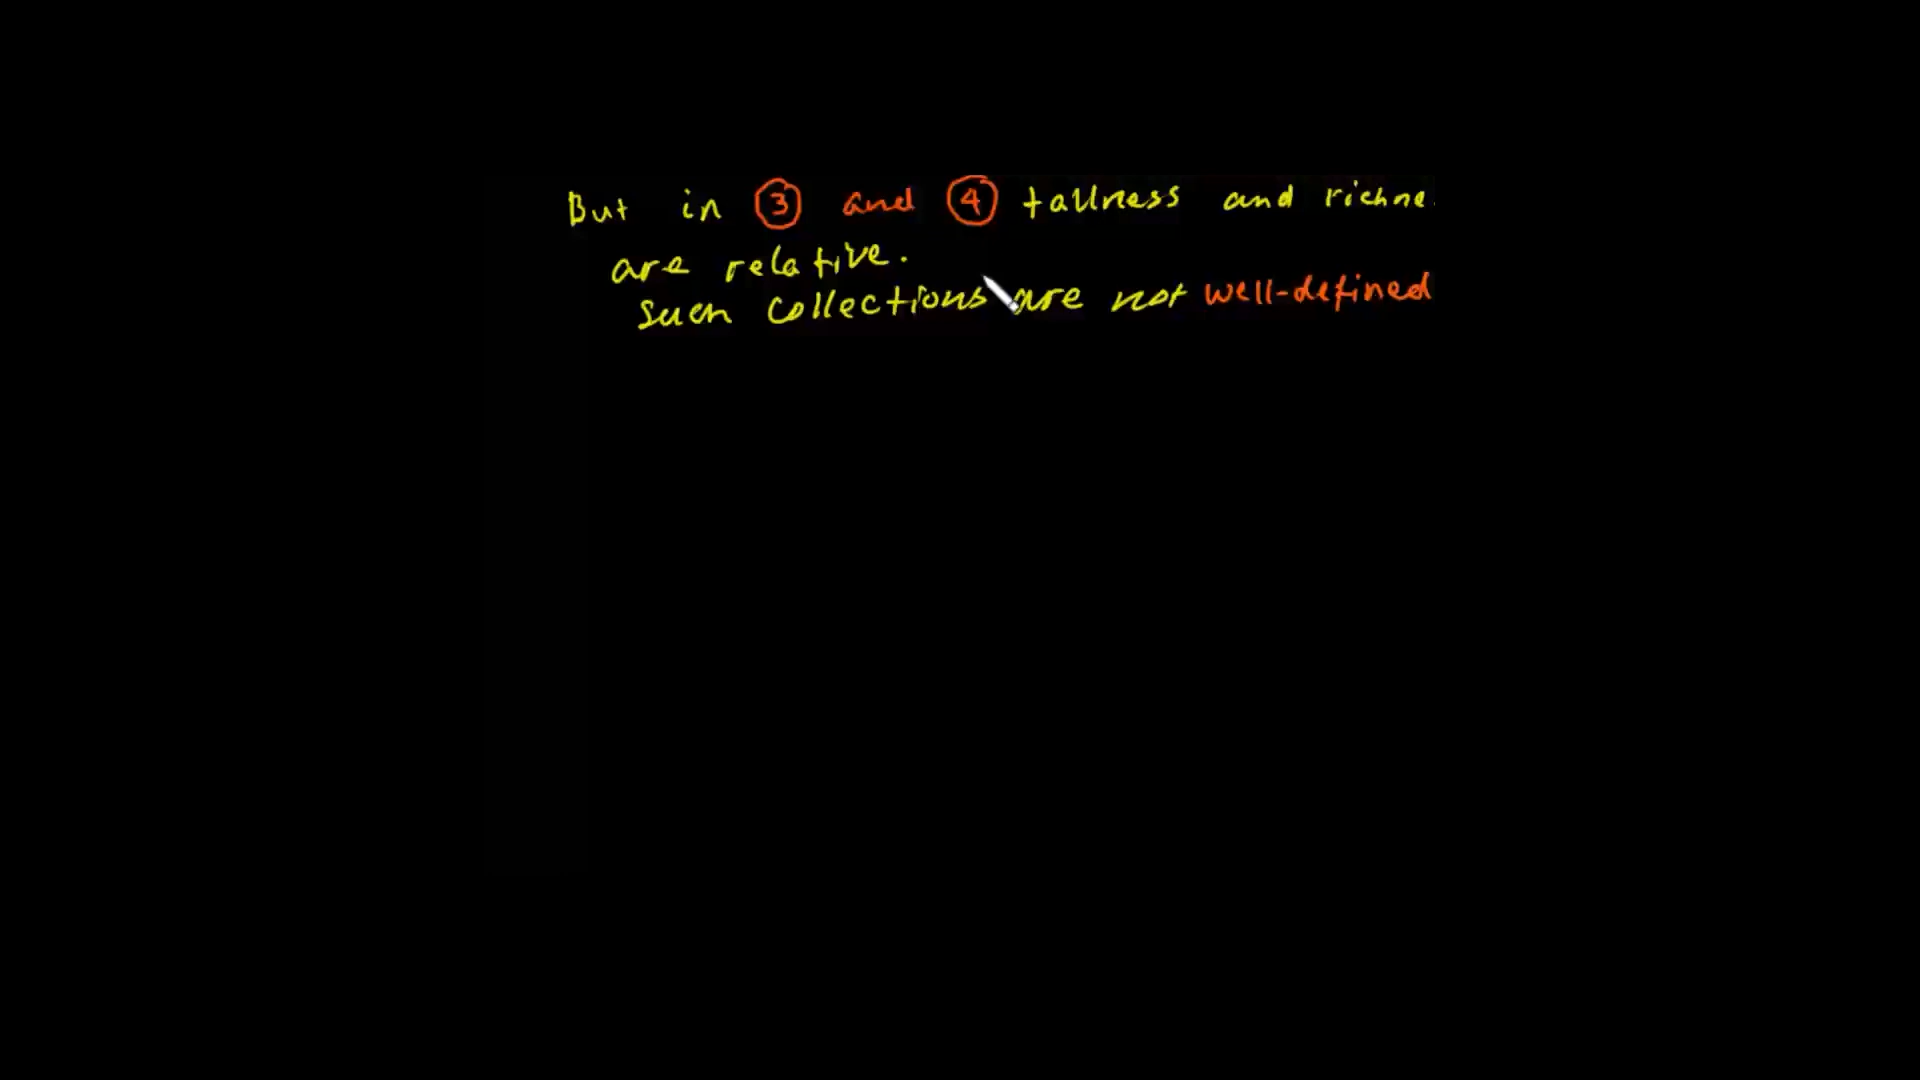 But in ③ and ④ tallness and richne
are relative.
Such collections are not well-defined